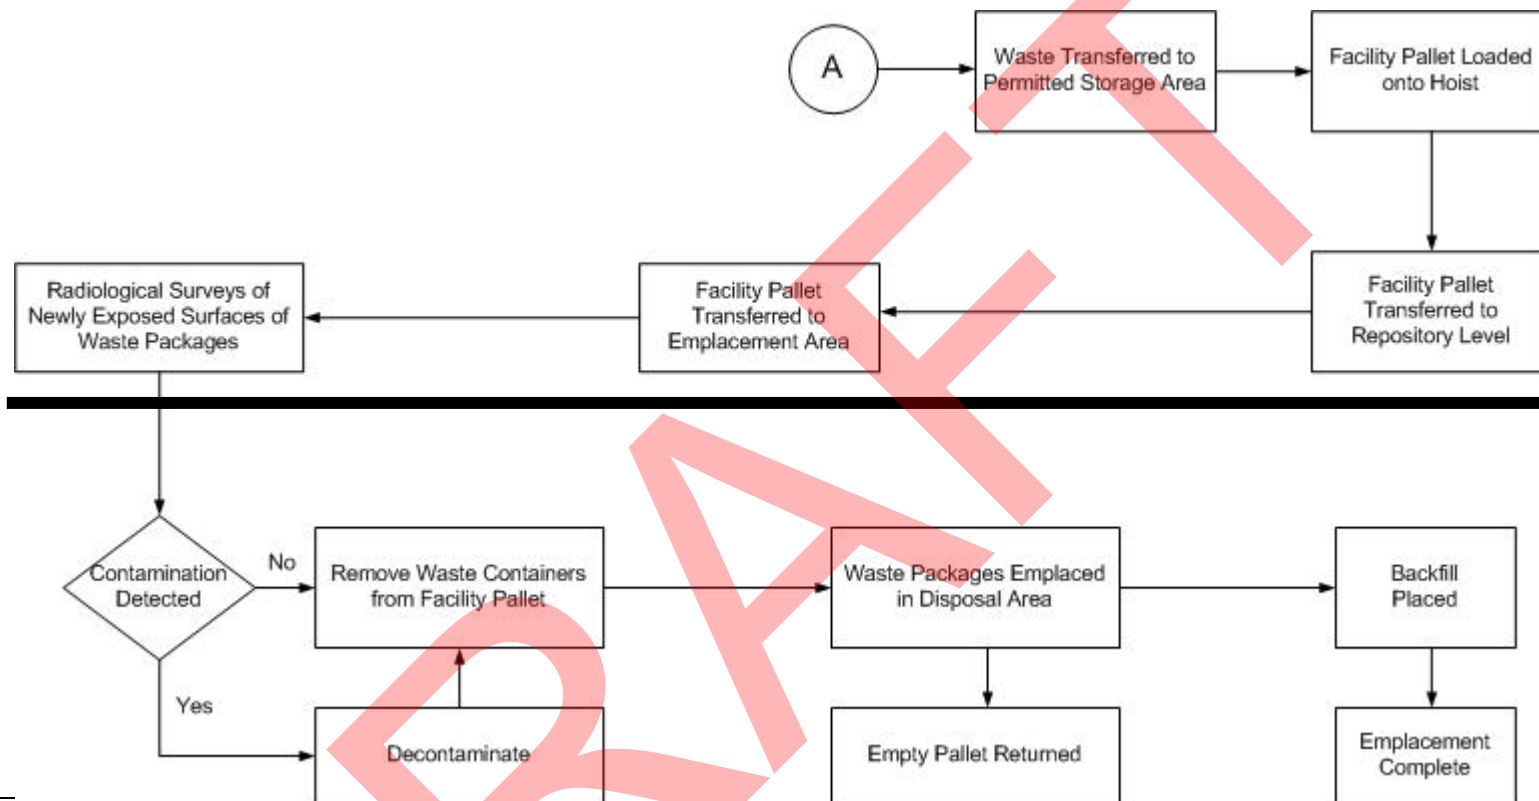 A
Waste Transferred to
Permitted Storage Area
Facility Pallet Loaded
onto Hoist
Radiological Surveys of
Newly Exposed Surfaces of
Waste Packages
Facility Pallet
Transferred to
Emplacement Area
Facility Pallet
Transferred to
Repository Level
Contamination
Detected
No
Remove Waste Containers
from Facility Pallet
Waste Packages Emplaced
in Disposal Area
Backfill
Placed
Yes
Decontaminate
Empty Pallet Returned
Emplacement
Complete
RAFT